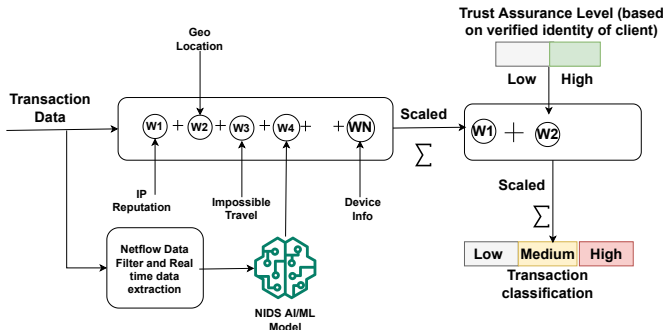 Trust Assurance Level (based
on verified identity of client)
Geo
Location
Low High
Transaction
Data
W1 + W2 + W3 + W4 + + WN
Scaled
∑
W1 + W2
IP
Reputation
Impossible
Travel
Device
Info
Scaled
∑
Netflow Data
Filter and Real
time data
extraction
NIDS AI/ML
Model
Low Medium High
Transaction
classification